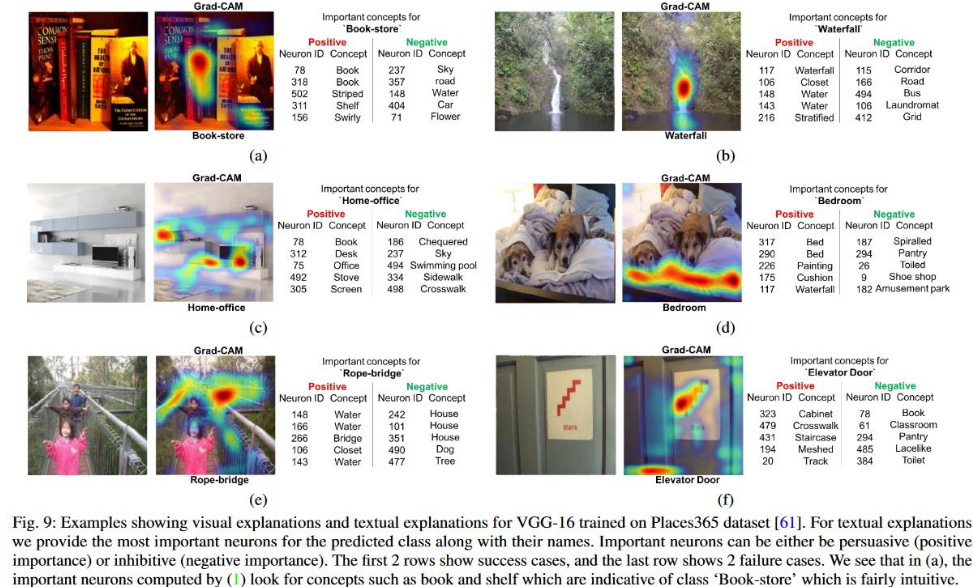 Grad-CAM
Important concepts for
`Book-store`
Positive Negative
Neuron ID Concept Neuron ID Concept
78 Book 237 Sky
318 Book 357 road
502 Striped 148 Water
311 Shelf 404 Car
156 Swirly 71 Flower
COMMON SENSE
Book-store
(a)
Grad-CAM
Important concepts for
`Waterfall`
Positive Negative
Neuron ID Concept Neuron ID Concept
117 Waterfall 115 Corridor
106 Closet 166 Road
148 Water 494 Bus
143 Water 106 Laundromat
216 Stratified 412 Grid
Waterfall
(b)
Grad-CAM
Important concepts for
`Home-office`
Positive Negative
Neuron ID Concept Neuron ID Concept
78 Book 186 Chequered
312 Desk 237 Sky
75 Office 494 Swimming pool
492 Stove 334 Sidewalk
305 Screen 498 Crosswalk
Home-office
(c)
Grad-CAM
Important concepts for
`Bedroom`
Positive Negative
Neuron ID Concept Neuron ID Concept
317 Bed 187 Spiralled
290 Bed 294 Pantry
226 Painting 26 Toiled
175 Cushion 9 Shoe shop
117 Waterfall 182 Amusement park
Bedroom
(d)
Grad-CAM
Important concepts for
`Rope-bridge`
Positive Negative
Neuron ID Concept Neuron ID Concept
148 Water 242 House
166 Water 101 House
266 Bridge 351 House
106 Closet 490 Dog
143 Water 477 Tree
Rope-bridge
(e)
Grad-CAM
Important concepts for
`Elevator Door`
Positive Negative
Neuron ID Concept Neuron ID Concept
323 Cabinet 78 Book
479 Crosswalk 61 Classroom
431 Staircase 294 Pantry
194 Meshed 485 Lacelike
20 Track 384 Toilet
Stairs
Elevator Door
(f)
Fig. 9: Examples showing visual explanations and textual explanations for VGG-16 trained on Places365 dataset [61]. For textual explanations
we provide the most important neurons for the predicted class along with their names. Important neurons can either be persuasive (positive
importance) or inhibitive (negative importance). The first 2 rows show success cases, and the last row shows 2 failure cases. We see that in (a), the
important neurons computed by (1) look for concepts such as book and shelf which are indicative of class ‘Book-store’ which is fairly intuitive.